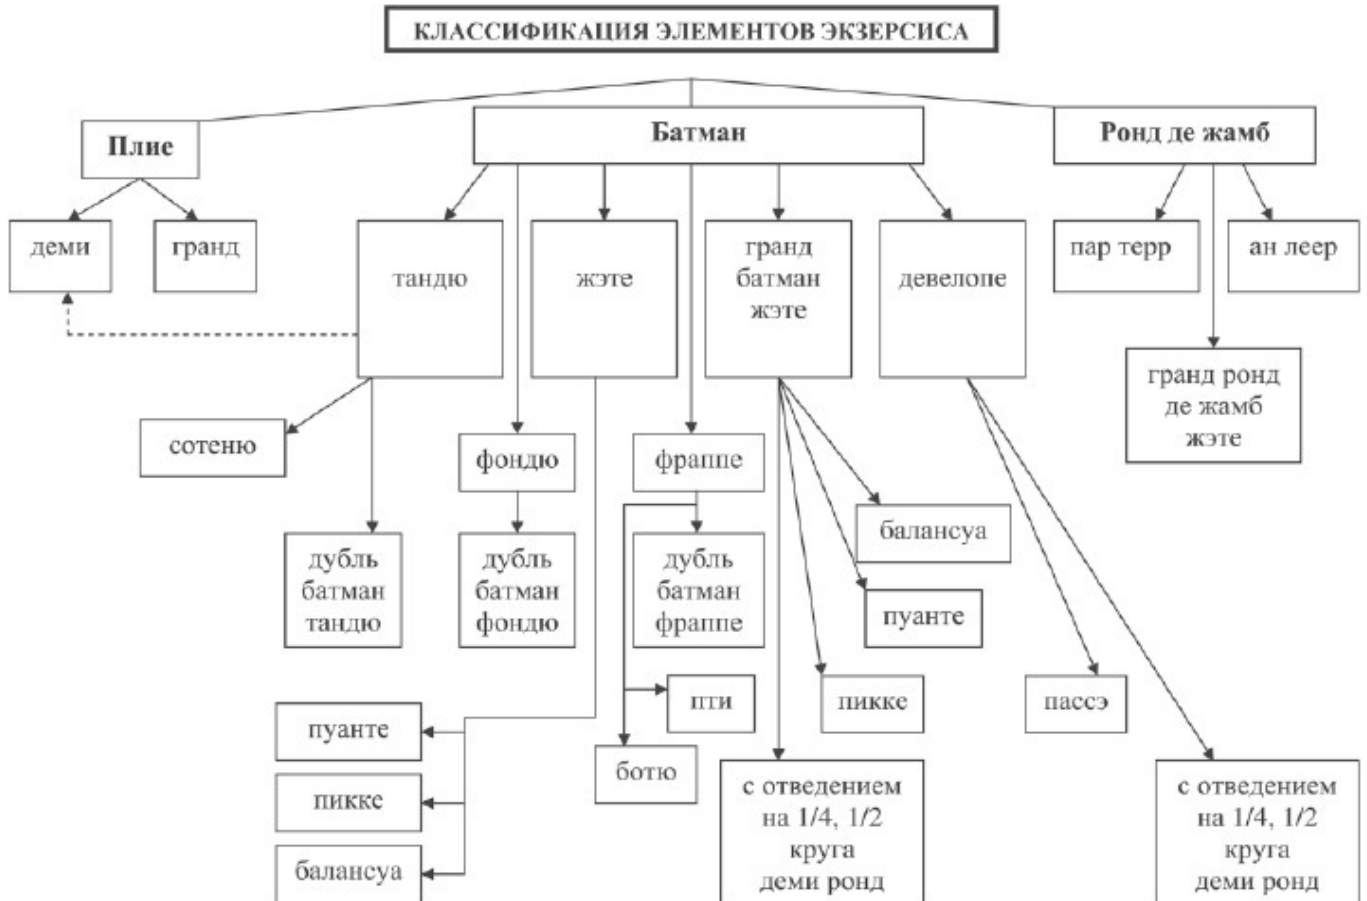 КЛАССИФИКАЦИЯ ЭЛЕМЕНТОВ ЭКЗЕРСИСА
Плие
Батман
Ронд де жамб
деми
гранд
тандю
жэте
гранд
батман
жэте
девелопе
пар терр
ан леер
гранд ронд
де жамб
жэте
сотеню
фондю
фраппе
балансуа
дубль
батман
тандю
дубль
батман
фондю
дубль
батман
фраппе
пуанте
пти
пикке
пассэ
пуанте
ботю
с отведением
на 1/4, 1/2
круга
деми ронд
с отведением
на 1/4, 1/2
круга
деми ронд
пикке
балансуа